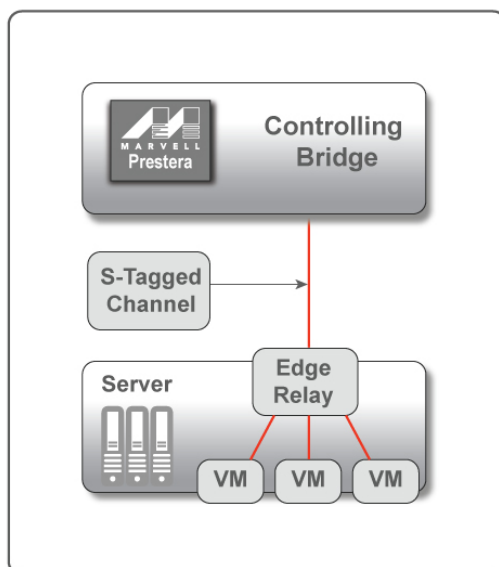 MARVELL
Prestera
Controlling
Bridge
S-Tagged
Channel
Edge
Relay
Server
VM
VM
VM